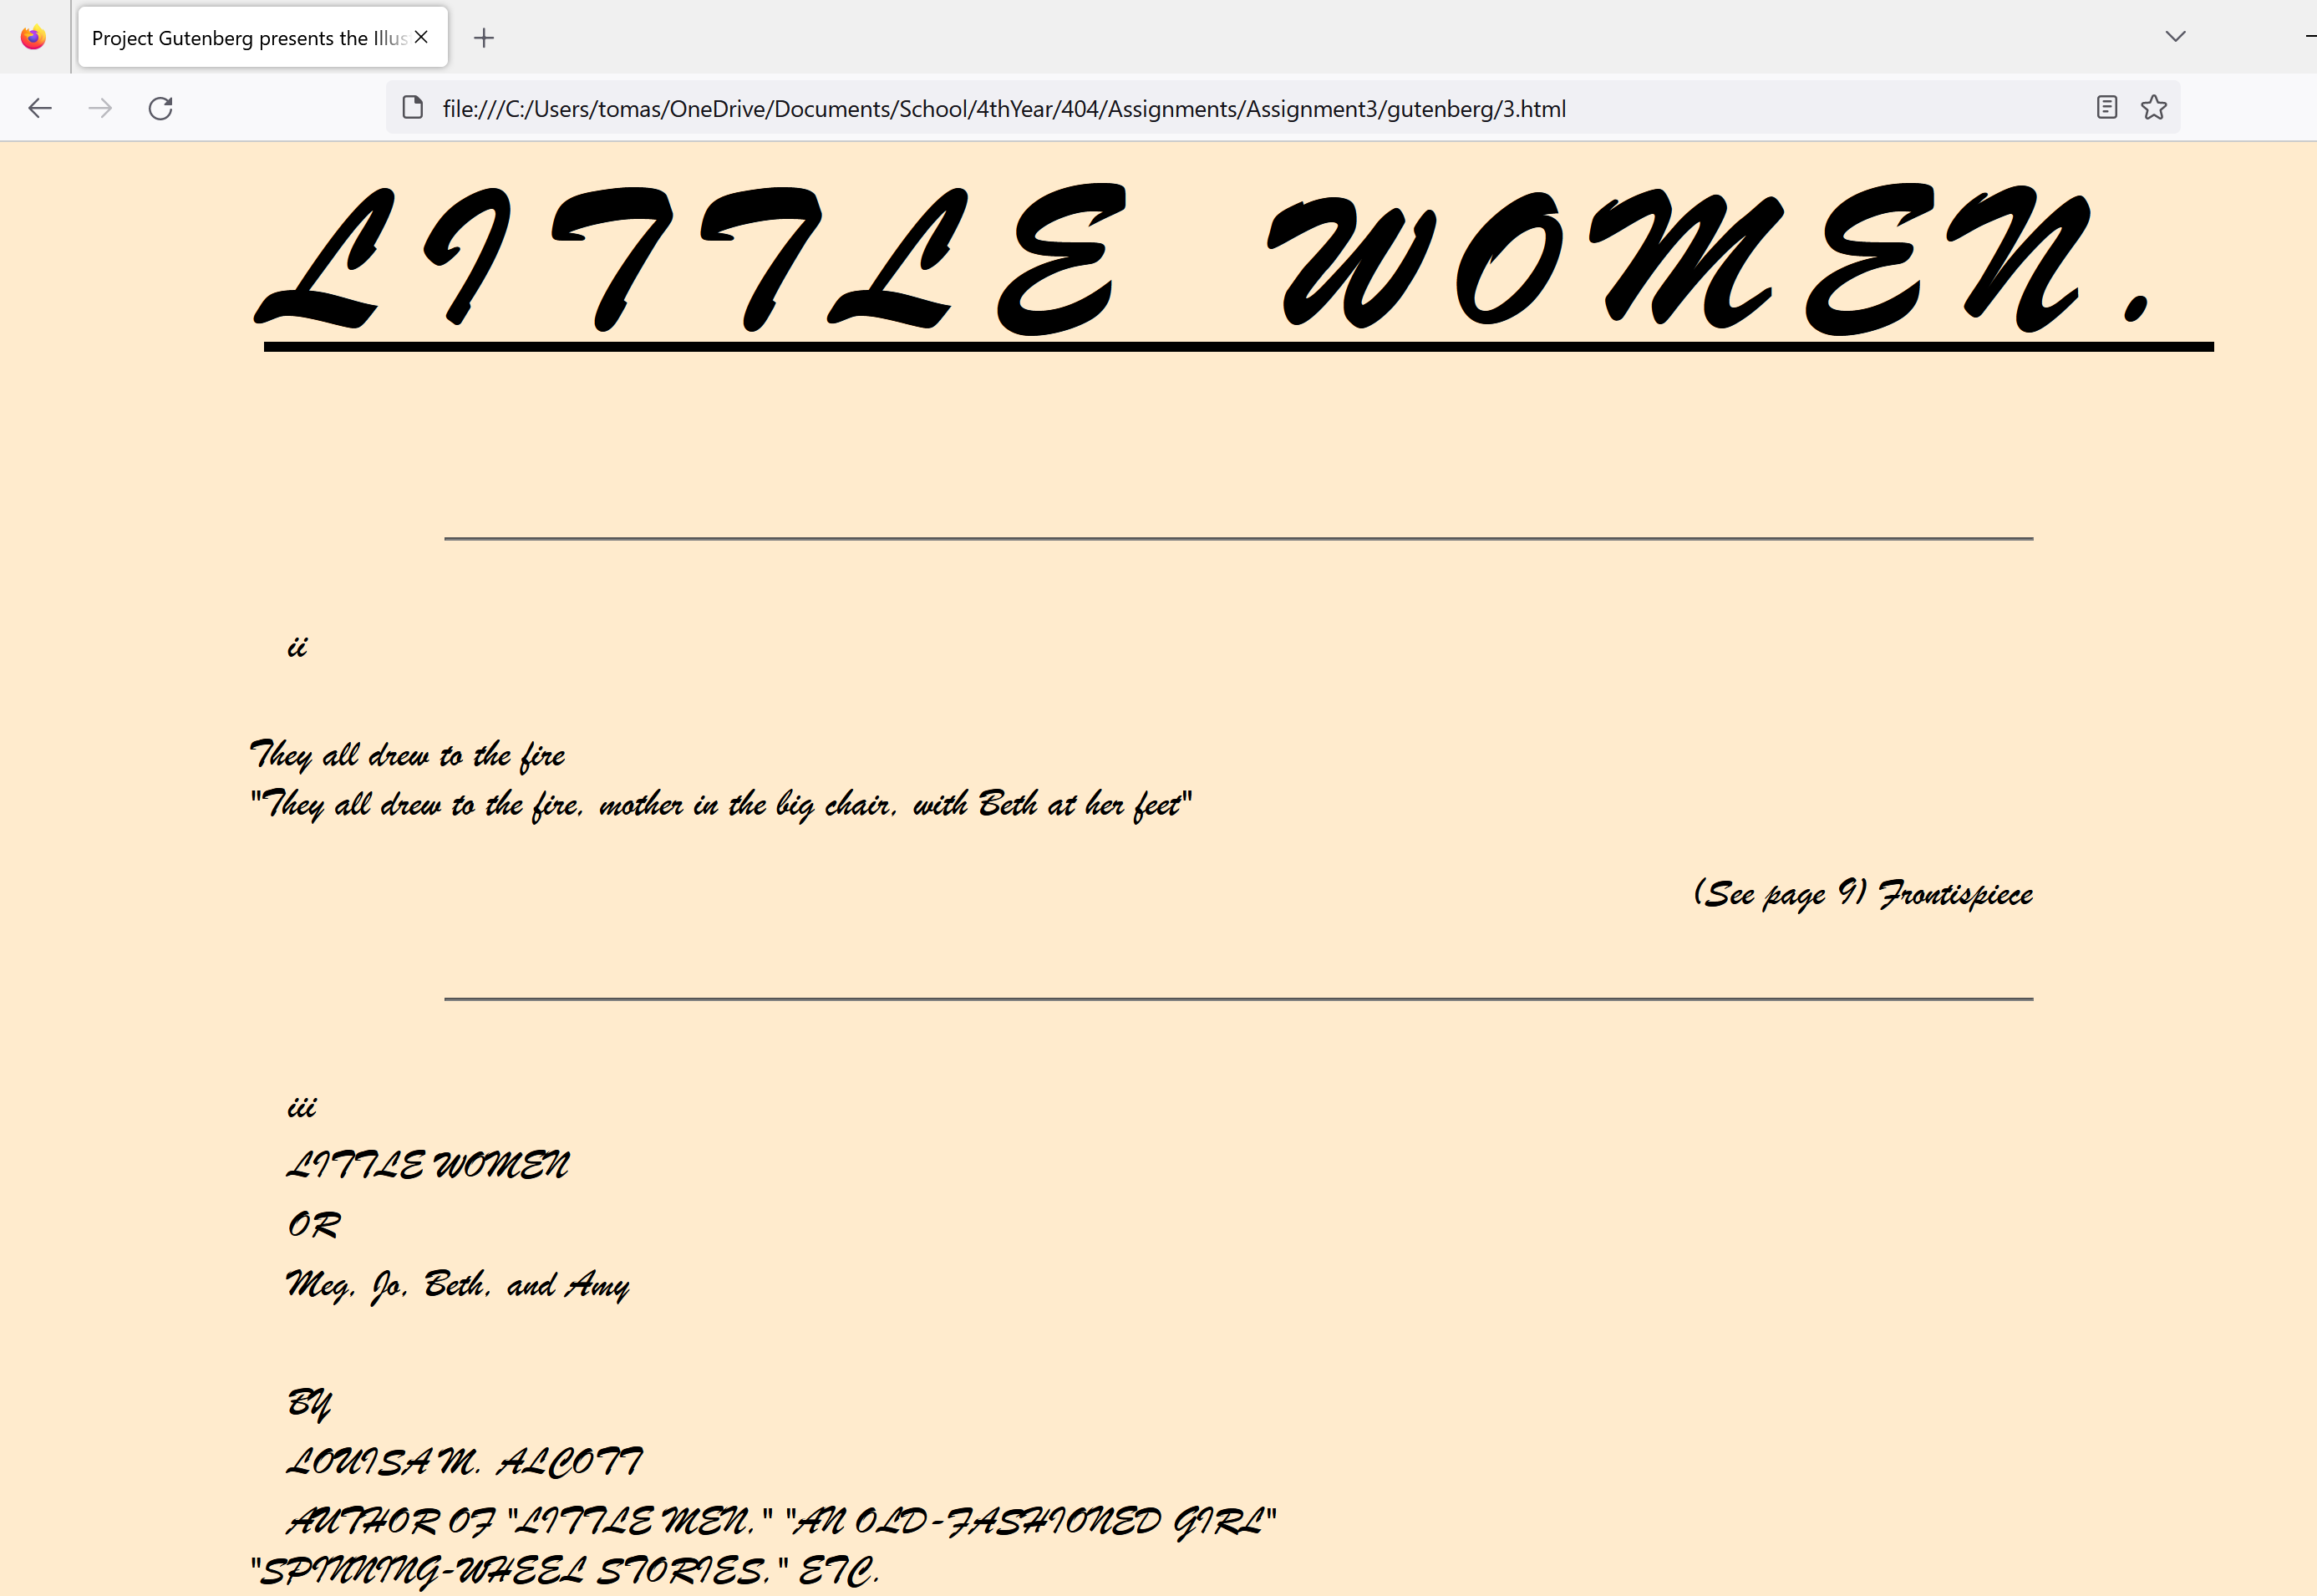 Project Gutenberg presents the Illus
file:///C:/Users/tomas/OneDrive/Documents/School/4thYear/404/Assignments/Assignment3/gutenberg/3.html
LITTLE WOMEN.
ii
They all drew to the fire
"They all drew to the fire, mother in the big chair, with Beth at her feet"
(See page 9) Frontispiece
iii
LITTLE WOMEN
OR
Meg, Jo, Beth, and Amy
BY
LOUISA M. ALCOTT
AUTHOR OF "LITTLE MEN," "AN OLD-FASHIONED GIRL"
"SPINNING-WHEEL STORIES," ETC.